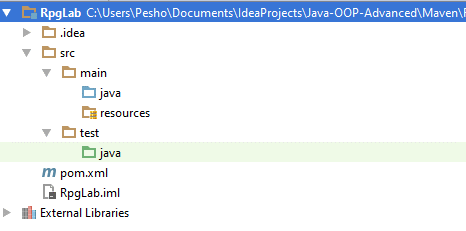 RpgLab C:\Users\Pesho\Documents\IdeaProjects\Java-OOP-Advanced\Maven\
.idea
src
main
java
resources
test
java
pom.xml
RpgLab.iml
External Libraries